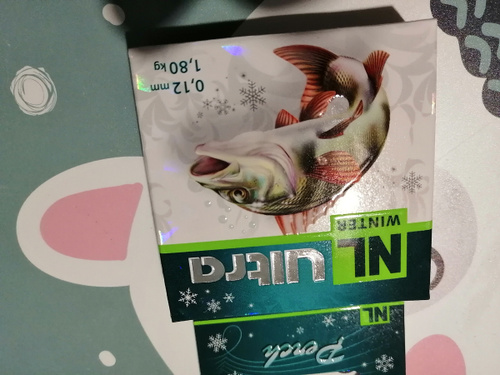 NL ultra
WINTER
0,12 mm
1,80 kg
NL
Perch